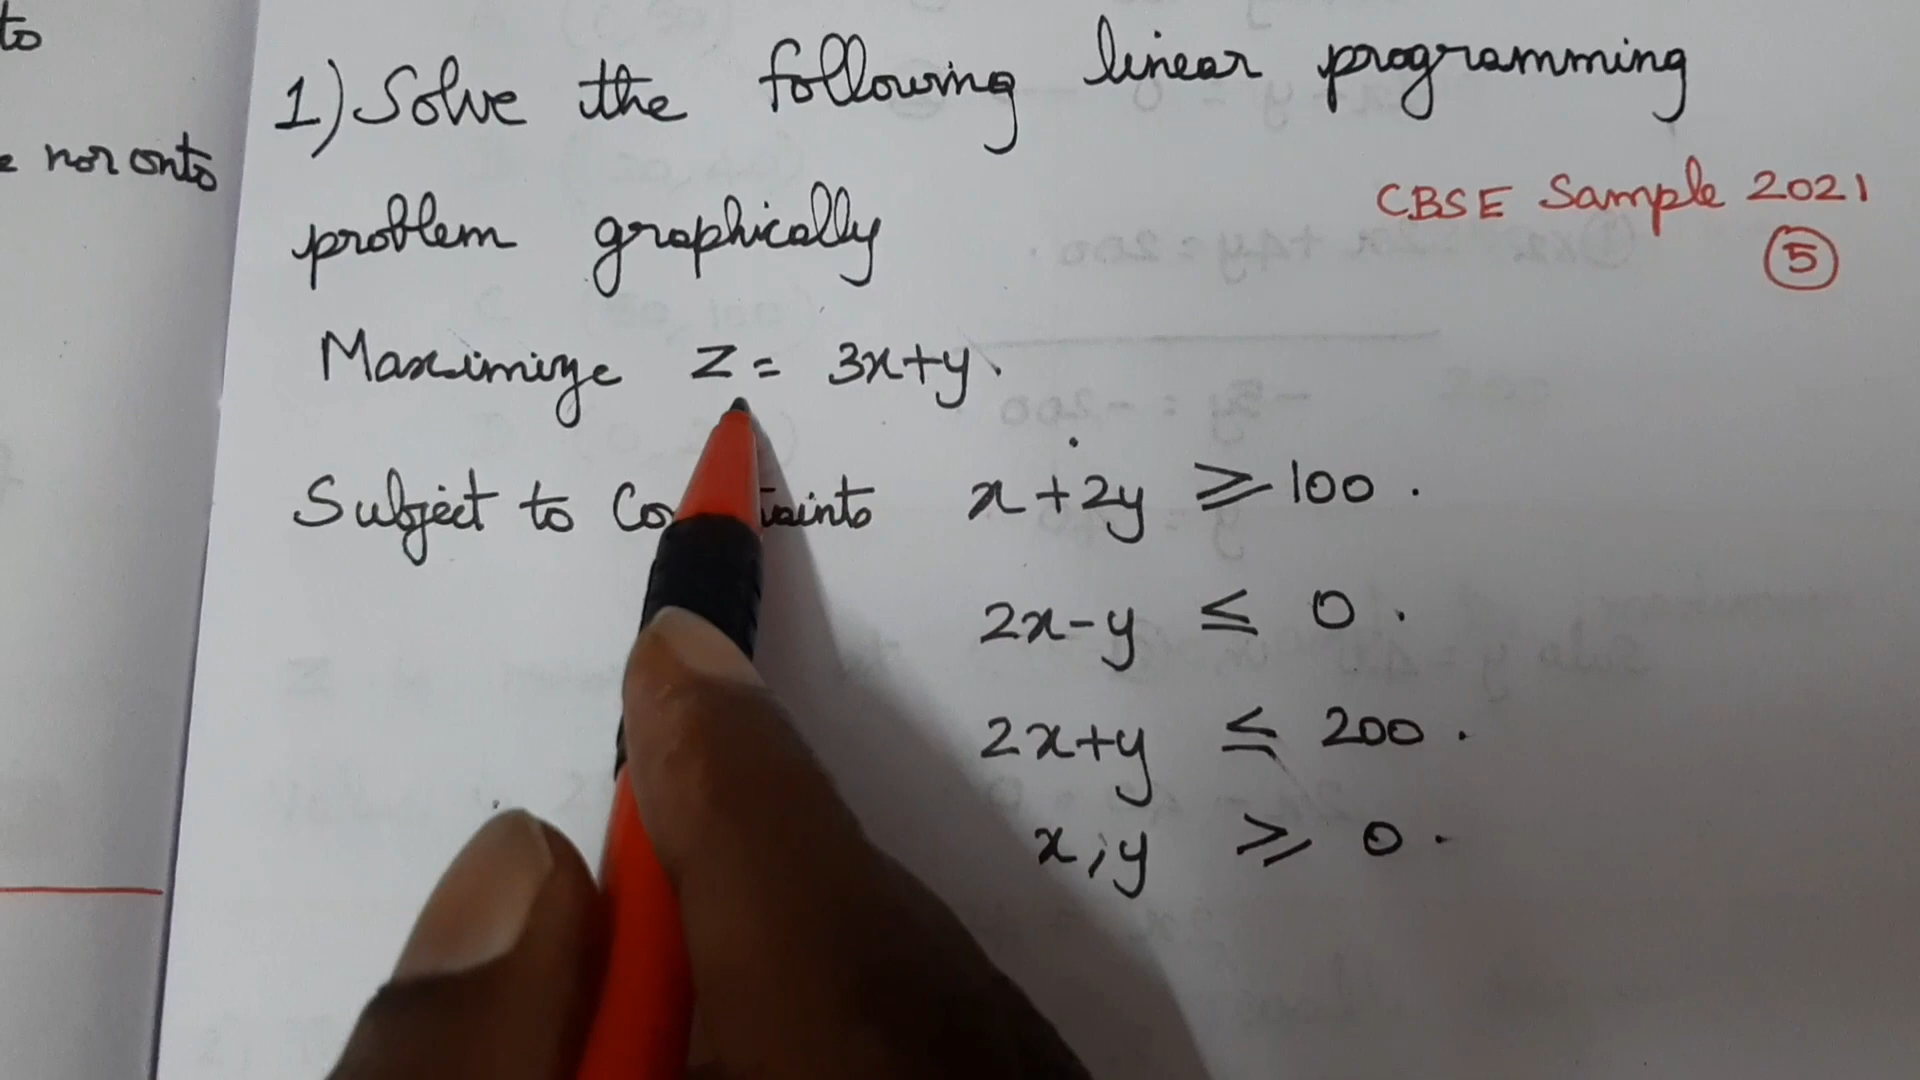 to
nor onto
1) Solve the following linear programming
CBSE Sample 2021
problem graphically
5
Maximize Z = 3x+y.
Subject to x+2y ≥ 100.
2x-y ≤ 0.
2x+y ≤ 200.
x,y ≥ 0.